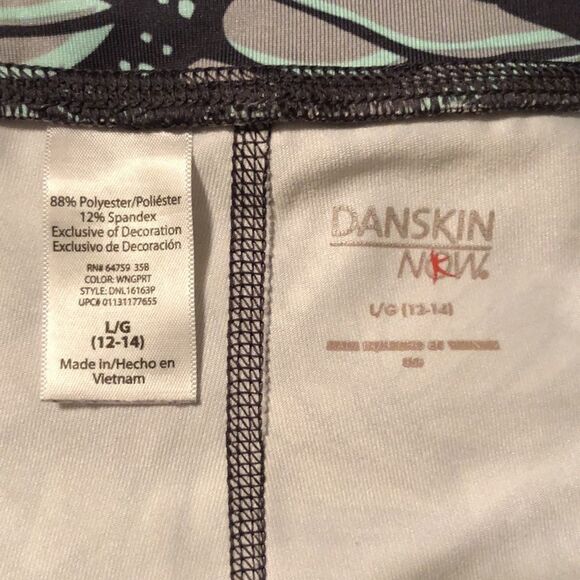 88% Polyester/Poliéster
12% Spandex
Exclusive of Decoration
Exclusivo de Decoración
RN# 64759 35B
COLOR: WNGPRT
STYLE: DNL16163P
UPC# 01131177655
L/G
(12-14)
Made in/Hecho en
Vietnam
DANSKIN
NOW®
L/G (12-14)